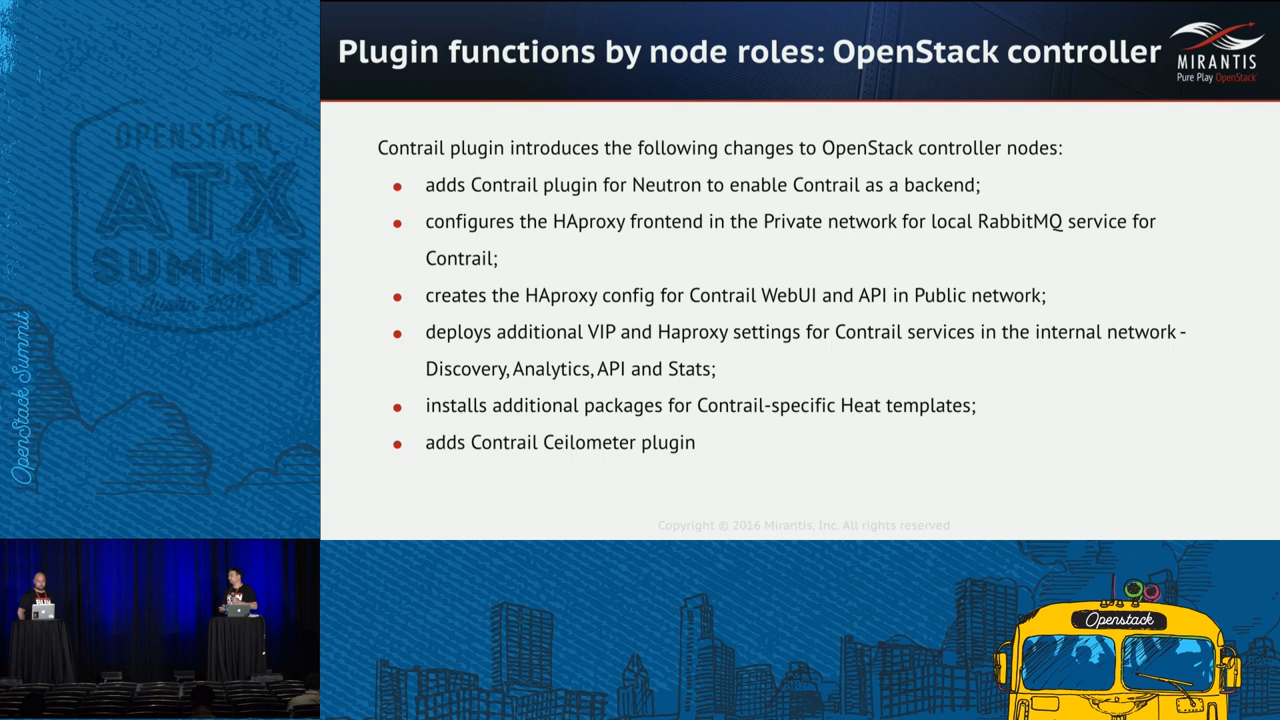 Plugin functions by node roles: OpenStack controller
MIRANTIS
Pure Play OpenStack
Contrail plugin introduces the following changes to OpenStack controller nodes:
adds Contrail plugin for Neutron to enable Contrail as a backend;
configures the HAproxy frontend in the Private network for local RabbitMQ service for
Contrail;
creates the HAproxy config for Contrail WebUI and API in Public network;
deploys additional VIP and Haproxy settings for Contrail services in the internal network -
Discovery, Analytics, API and Stats;
installs additional packages for Contrail-specific Heat templates;
adds Contrail Ceilometer plugin
Copyright © 2016 Mirantis, Inc. All rights reserved
OPENSTACK
ATX
SUMMIT
Austin 2016
OpenStack Summit
Openstack